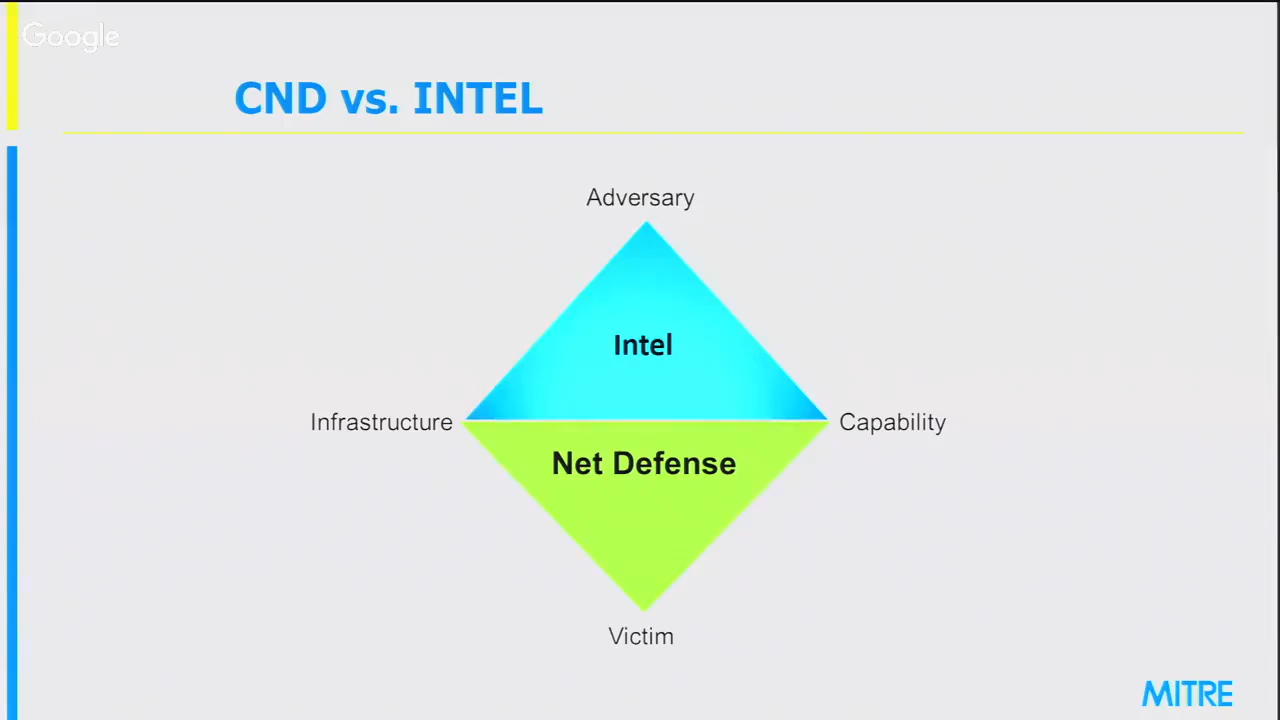 Google
CND vs. INTEL
Adversary
Intel
Infrastructure
Capability
Net Defense
Victim
MITRE